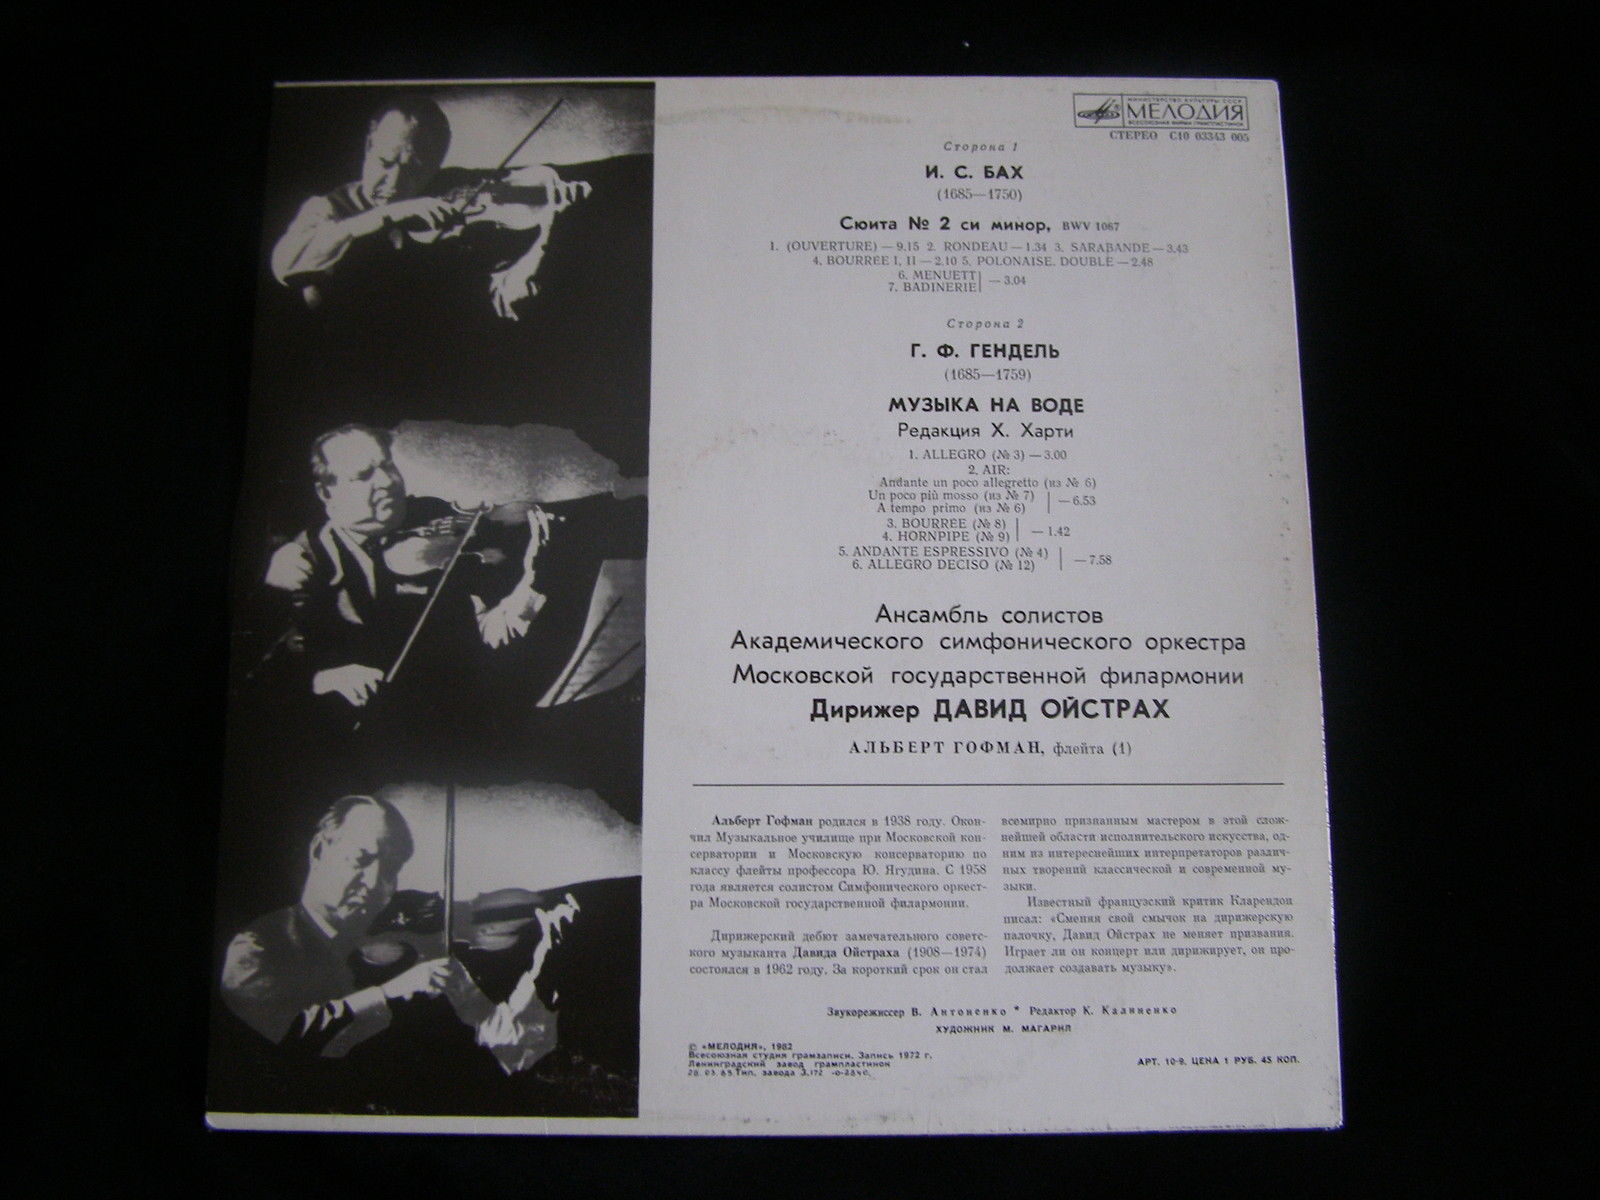 МИНИСТЕРСТВО КУЛЬТУРЫ СССР
МЕЛОДИЯ
ВСЕСОЮЗНАЯ ФИРМА ГРАМПЛАСТИНОК
СТЕРЕО С10 03343 005
Сторона 1
И. С. БАХ
(1685—1750)
Сюита № 2 си минор, BWV 1067
1. (OUVERTURE) — 9.15 2. RONDEAU — 1.34 3. SARABANDE — 3.43
4. BOURRÉE I, II — 2.10 5. POLONAISE. DOUBLE — 2.48
6. MENUETT
7. BADINERIE — 3.04
Сторона 2
Г. Ф. ГЕНДЕЛЬ
(1685—1759)
МУЗЫКА НА ВОДЕ
Редакция Х. Харти
1. ALLEGRO (№ 3) — 3.00
2. AIR:
Andante un poco allegretto (из № 6)
Un poco più mosso (из № 7) — 6.53
A tempo primo (из № 6)
3. BOURRÉE (№ 8)
4. HORNPIPE (№ 9) — 1.42
5. ANDANTE ESPRESSIVO (№ 4)
6. ALLEGRO DECISO (№ 12) — 7.58
Ансамбль солистов
Академического симфонического оркестра
Московской государственной филармонии
Дирижер ДАВИД ОЙСТРАХ
АЛЬБЕРТ ГОФМАН, флейта (1)
Альберт Гофман родился в 1938 году. Окон-
чил Музыкальное училище при Московской кон-
серватории и Московскую консерваторию по
классу флейты профессора Ю. Ягудина. С 1958
года является солистом Симфонического оркест-
ра Московской государственной филармонии.
Дирижерский дебют замечательного советс-
кого музыканта Давида Ойстраха (1908—1974)
состоялся в 1962 году. За короткий срок он стал
всемирно признанным мастером в этой слож-
нейшей области исполнительского искусства, од-
ним из интереснейших интерпретаторов различ-
ных творений классической и современной му-
зыки.
Известный французский критик Кларендон
писал: «Сменяя свой смычок на дирижерскую
палочку, Давид Ойстрах не меняет призвания.
Играет ли он концерт или дирижирует, он про-
должает создавать музыку».
Звукорежиссер В. Антоненко * Редактор К. Калиненко
ХУДОЖНИК М. МАГАРИЛ
© «МЕЛОДИЯ», 1982
Всесоюзная студия грамзаписи. Запись 1972 г.
Ленинградский завод грампластинок
Тип. завода
АРТ. 10-9. ЦЕНА 1 РУБ. 45 КОП.